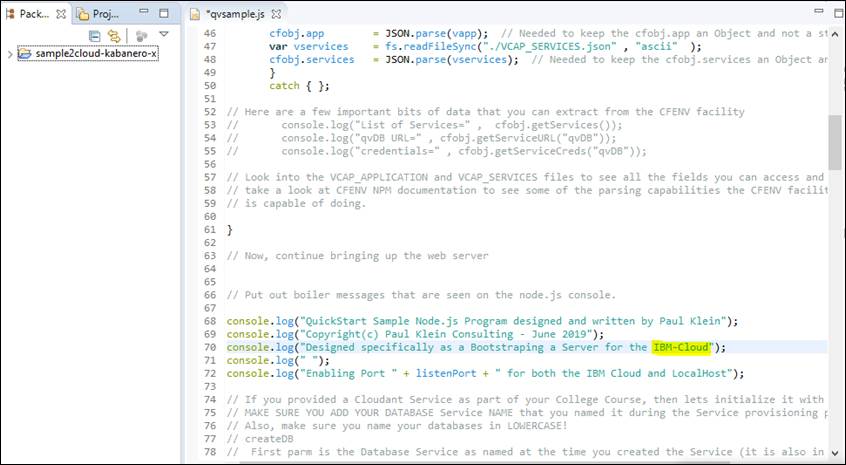 Pack...
Proj...
sample2cloud-kabanero-x
*qvsample.js
46 cfobj.app = JSON.parse(vapp); // Needed to keep the cfobj.app an Object and not a st
47 var vservices = fs.readFileSync("./VCAP_SERVICES.json" , "ascii" );
48 cfobj.services = JSON.parse(vservices); // Needed to keep the cfobj.services an Object an
49 }
50 catch { };
51
52 // Here are a few important bits of data that you can extract from the CFENV facility
53 // console.log("List of Services=" , cfobj.getServices());
54 // console.log("qvDB URL=" , cfobj.getServiceURL("qvDB"));
55 // console.log("credentials=" , cfobj.getServiceCreds("qvDB"));
56
57 // Look into the VCAP_APPLICATION and VCAP_SERVICES files to see all the fields you can access and
58 // take a look at CFENV NPM documentation to see some of the parsing capabilities the CFENV facilit
59 // is capable of doing.
60
61 }
62
63 // Now, continue bringing up the web server
64
65
66 // Put out boiler messages that are seen on the node.js console.
67
68 console.log("QuickStart Sample Node.js Program designed and written by Paul Klein");
69 console.log("Copyright(c) Paul Klein Consulting - June 2019");
70 console.log("Designed specifically as a Bootstraping a Server for the IBM-Cloud");
71 console.log(" ");
72 console.log("Enabling Port " + listenPort + " for both the IBM Cloud and LocalHost");
73
74 // If you provided a Cloudant Service as part of your College Course, then lets initialize it with
75 // MAKE SURE YOU ADD YOUR DATABASE Service NAME that you named it during the Service provisioning p
76 // Also, make sure you name your databases in LOWERCASE!
77 // createDB
78 // First parm is the Database Service as named at the time you created the Service (it is also in